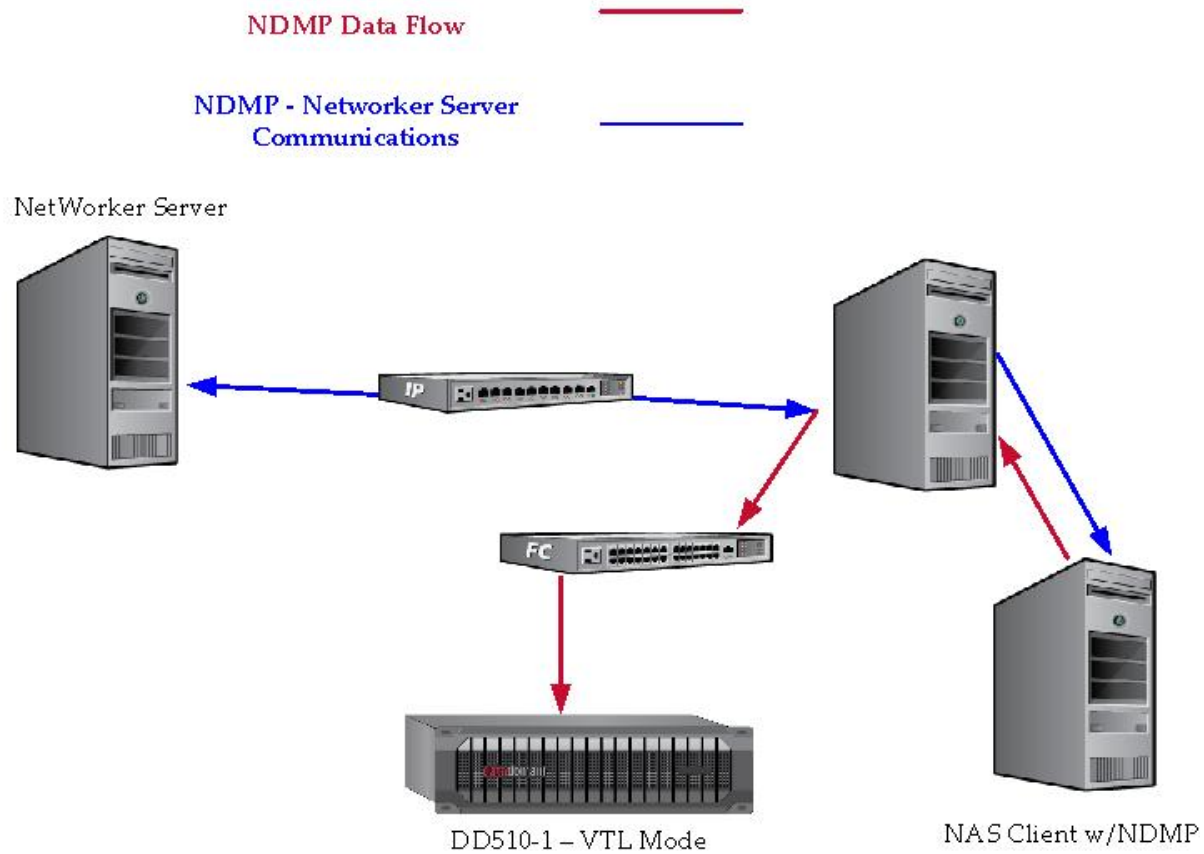 NDMP Data Flow
NDMP - Networker Server
Communications
NetWorker Server
IP
FC
DD510-1 – VTL Mode
NAS Client w/NDMP